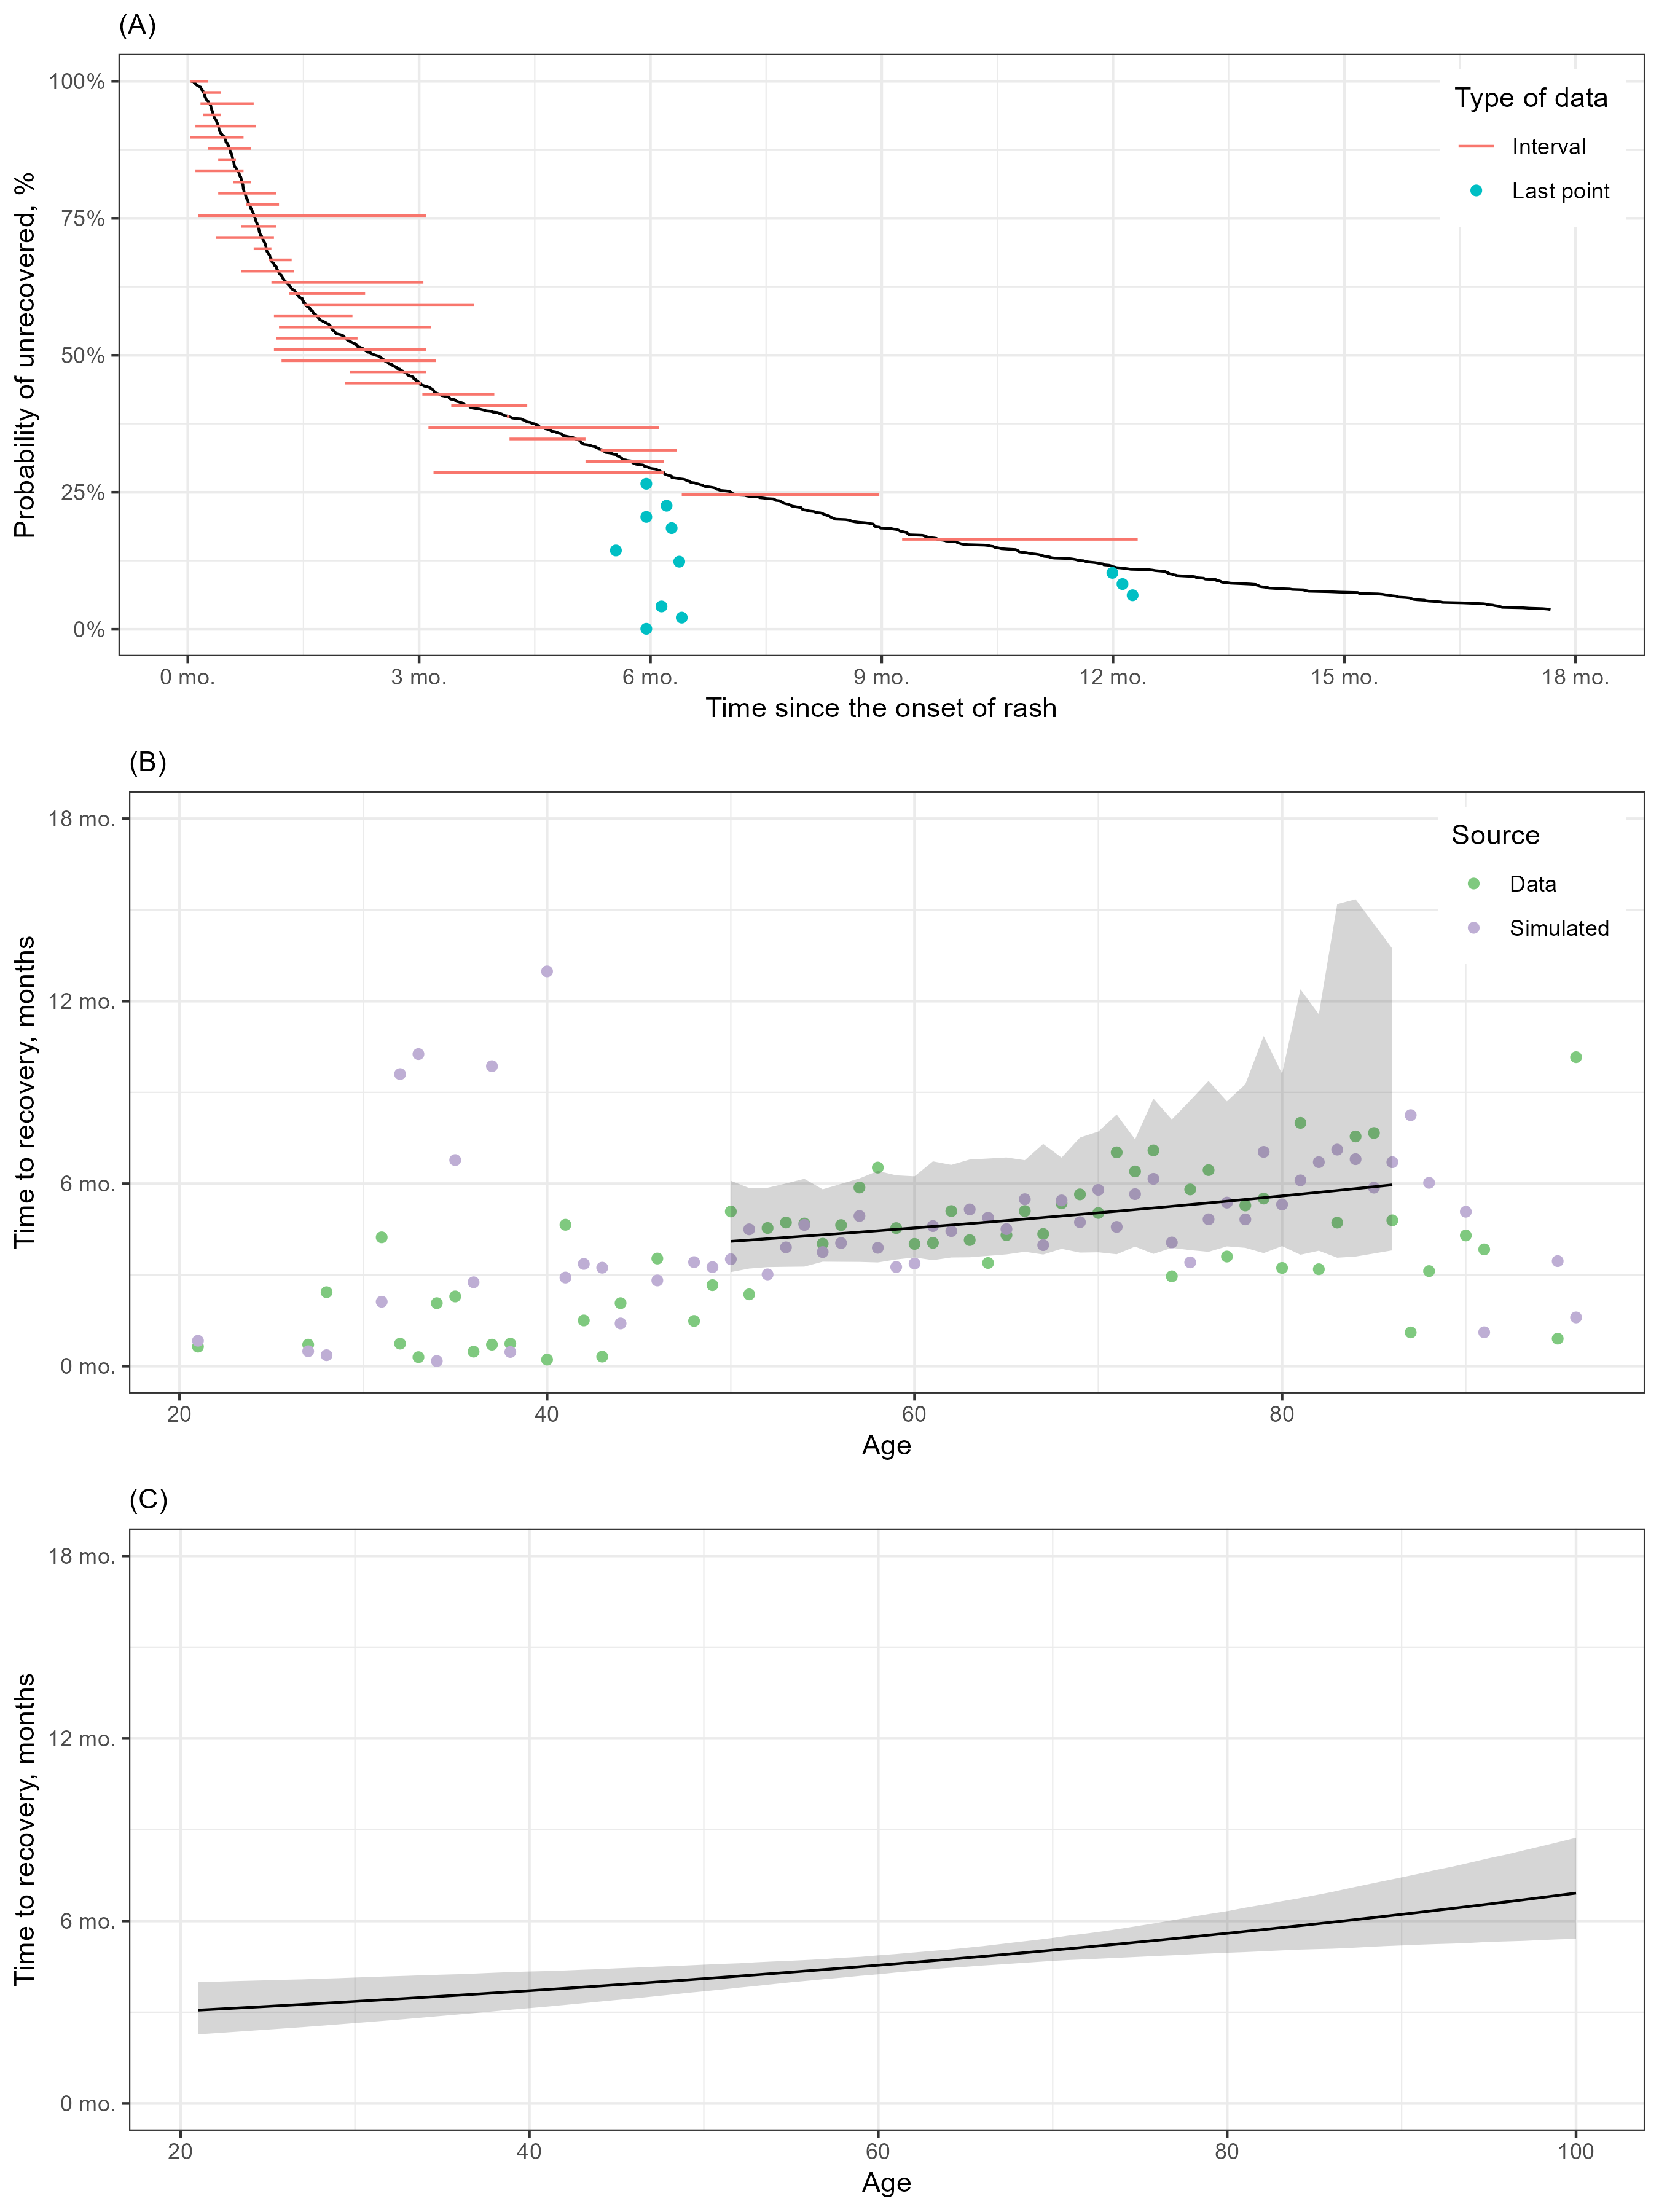 (A)
Probability of unrecovered, %
100%
75%
50%
25%
0%
Type of data
Interval
Last point
0 mo.
3 mo.
6 mo.
9 mo.
12 mo.
15 mo.
18 mo.
Time since the onset of rash
(B)
Time to recovery, months
18 mo.
12 mo.
6 mo.
0 mo.
Source
Data
Simulated
20
40
60
80
Age
(C)
Time to recovery, months
18 mo.
12 mo.
6 mo.
0 mo.
20
40
60
80
100
Age